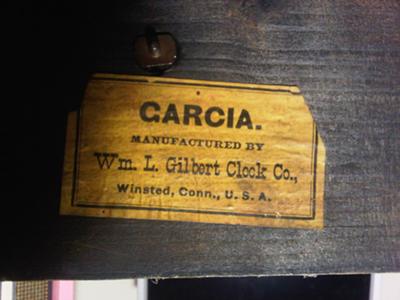 GARCIA.
MANUFACTURED BY
Wm. L. Gilbert Clock Co.,
Winsted, Conn., U. S. A.